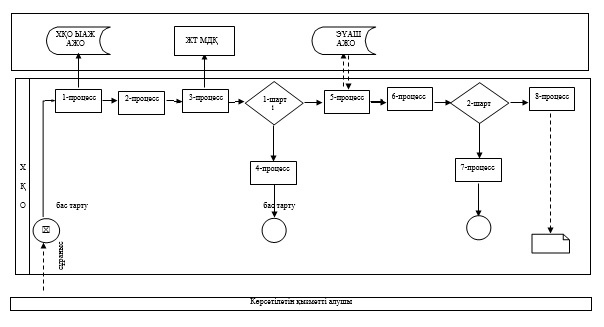 ХҚО ЫАЖ
АЖО
ЖТ МДҚ
ЭҮАШ
АЖО
1-процесс
2-процесс
3-процесс
1-шарт
5-процесс
6-процесс
2-шарт
8-процесс
4-процесс
7-процесс
Х
Қ
О
бас тарту
бас тарту
сұраныс
Көрсетілетін қызметті алушы